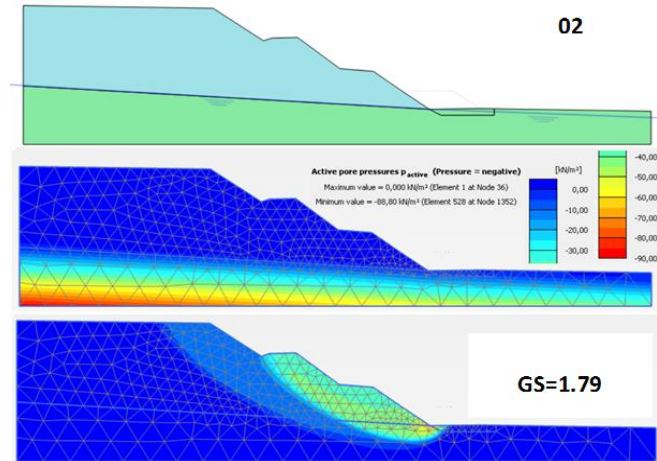 02
Active pore pressures p active (Pressure = negative)
Maximum value = 0,000 kN/m² (Element 1 at Node 36)
Minimum value = -88,80 kN/m² (Element 528 at Node 1352)
[kN/m²]
0,00
-10,00
-20,00
-30,00
-40,00
-50,00
-60,00
-70,00
-80,00
-90,00
GS=1.79